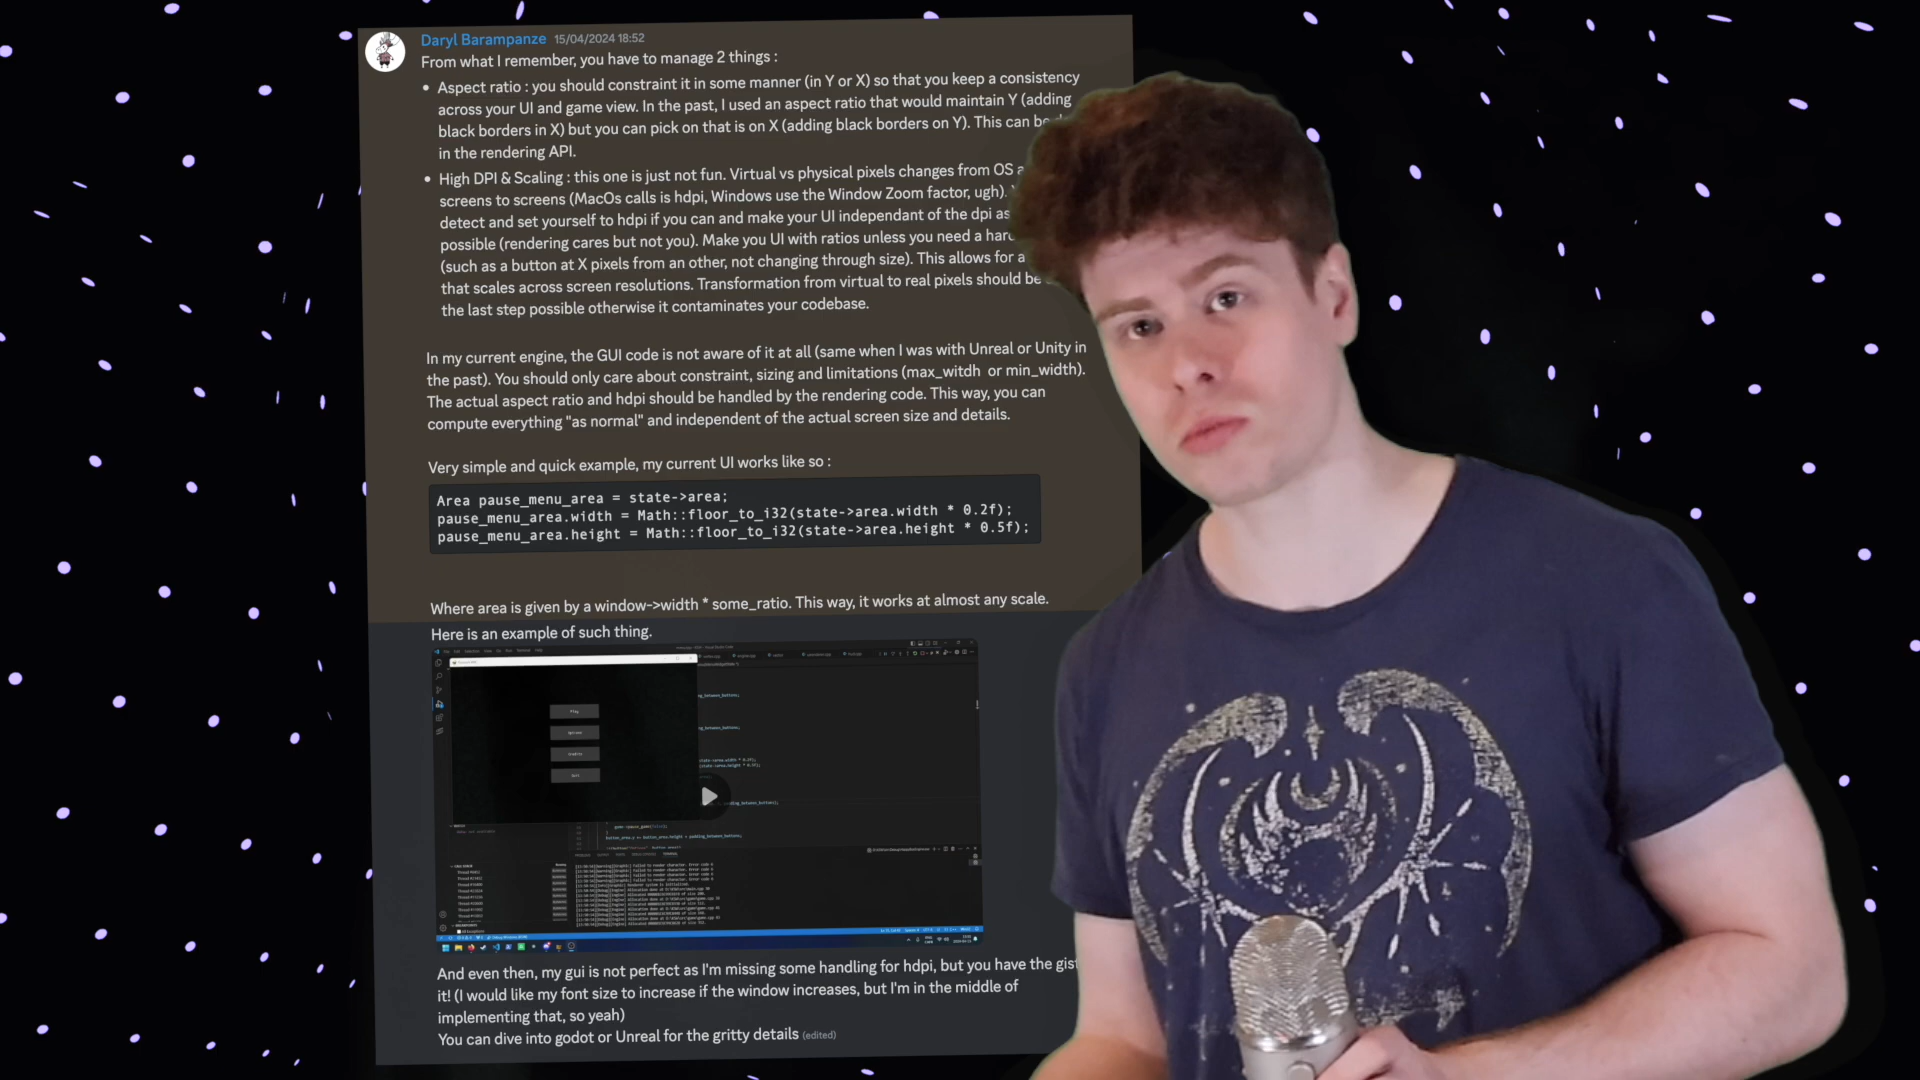 Daryl Barampanze 15/04/2024 18:52
From what I remember, you have to manage 2 things :
• Aspect ratio : you should constraint it in some manner (in Y or X) so that you keep a consistency
across your UI and game view. In the past, I used an aspect ratio that would maintain Y (adding
black borders in X) but you can pick on that is on X (adding black borders on Y). This can be
in the rendering API.
• High DPI & Scaling : this one is just not fun. Virtual vs physical pixels changes from OS
screens to screens (MacOs calls is hdpi, Windows use the Window Zoom factor, ugh).
detect and set yourself to hdpi if you can and make your UI independant of the dpi as
possible (rendering cares but not you). Make you UI with ratios unless you need a
(such as a button at X pixels from an other, not changing through size). This allows for a
that scales across screen resolutions. Transformation from virtual to real pixels should be
the last step possible otherwise it contaminates your codebase.
In my current engine, the GUI code is not aware of it at all (same when I was with Unreal or Unity in
the past). You should only care about constraint, sizing and limitations (max_witdh or min_width).
The actual aspect ratio and hdpi should be handled by the rendering code. This way, you can
compute everything "as normal" and independent of the actual screen size and details.
Very simple and quick example, my current UI works like so :
Area pause_menu_area = state->area;
pause_menu_area.width = Math::floor_to_i32(state->area.width * 0.2f);
pause_menu_area.height = Math::floor_to_i32(state->area.height * 0.5f);
Where area is given by a window->width * some_ratio. This way, it works at almost any scale.
Here is an example of such thing.
Play
Options
Credits
Quit
And even then, my gui is not perfect as I'm missing some handling for hdpi, but you have the gist
it! (I would like my font size to increase if the window increases, but I'm in the middle of
implementing that, so yeah)
You can dive into godot or Unreal for the gritty details (edited)